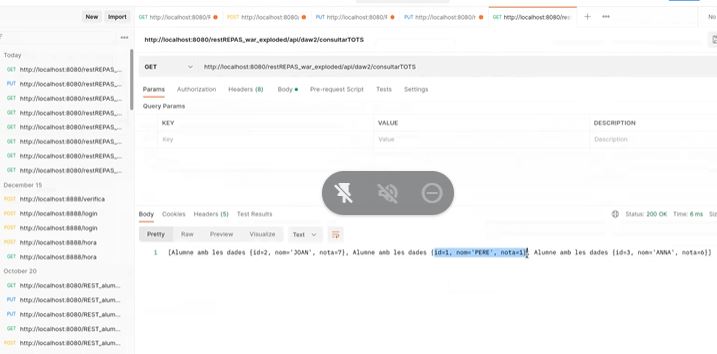 New Import GET http://localhost:8080/F POST http://localhost:8080/ PUT http://localhost:8080/F PUT http://localhost:8080/r GET http://localhost:8080/re + ••• No
•••
http://localhost:8080/restREPAS_war_exploded/api/daw2/consultarTOTS
Today
GET http://localhost:8080/restREPAS_...
PUT http://localhost:8080/restREPAS_...
GET http://localhost:8080/restREPAS_...
POST http://localhost:8080/restREPAS_...
POST http://localhost:8080/restREPAS_...
GET http://localhost:8080/restREPAS_...
GET http://localhost:8080/restREPAS_...
GET http://localhost:8080/restREPAS_...
December 15
POST http://localhost:8888/verifica
POST http://localhost:8888/login
POST http://localhost:8888/login
POST http://localhost:8888/hora
GET http://localhost:8888/hora
October 20
GET http://localhost:8080/REST_alum...
PUT http://localhost:8080/REST_alum...
POST http://localhost:8080/REST_alum...
GET http://localhost:8080/REST_alum...
POST http://localhost:8080/REST_alum...
GET http://localhost:8080/restREPAS_war_exploded/api/daw2/consultarTOTS
Params Authorization Headers (8) Body Pre-request Script Tests Settings
Query Params
KEY VALUE DESCRIPTION
Key Value Description
Body Cookies Headers (5) Test Results Status: 200 OK Time: 6 ms
Pretty Raw Preview Visualize Text
1 [Alumne amb les dades {id=2, nom='JOAN', nota=7}, Alumne amb les dades {id=1, nom='PERE', nota=1}, Alumne amb les dades {id=3, nom='ANNA', nota=6}]